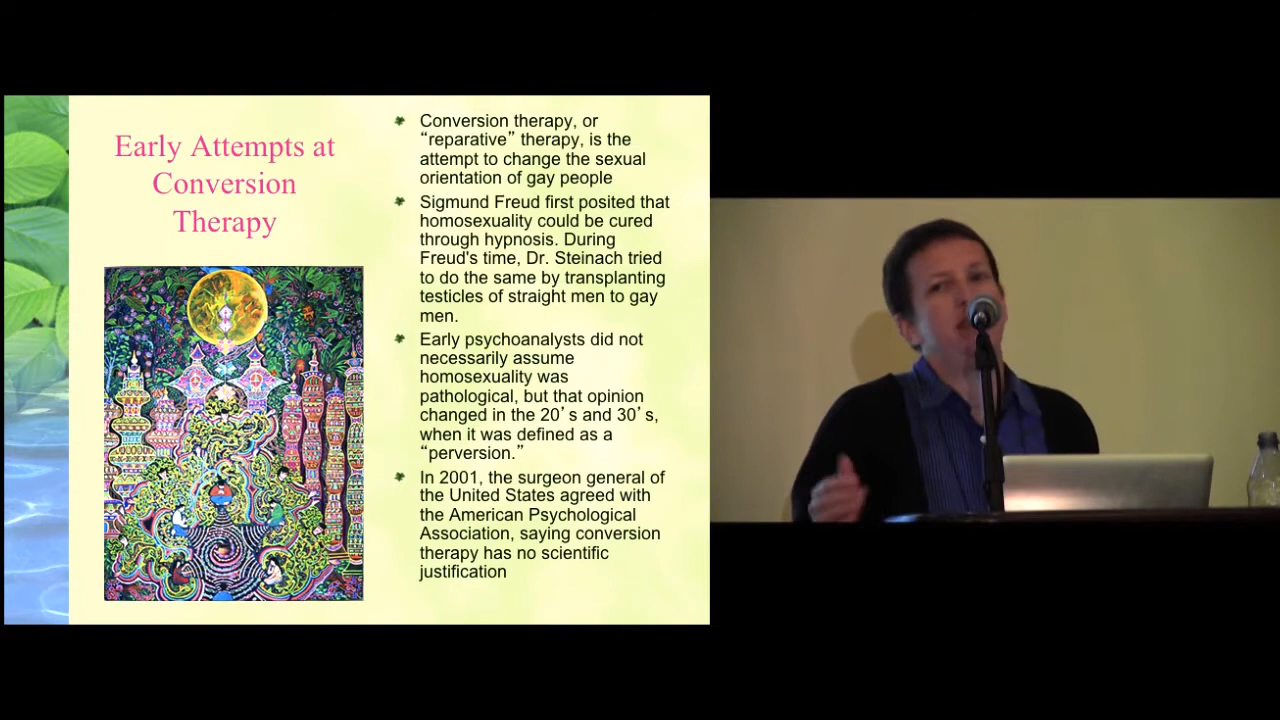 Early Attempts at
Conversion
Therapy
Conversion therapy, or
“reparative” therapy, is the
attempt to change the sexual
orientation of gay people
Sigmund Freud first posited that
homosexuality could be cured
through hypnosis. During
Freud's time, Dr. Steinach tried
to do the same by transplanting
testicles of straight men to gay
men.
Early psychoanalysts did not
necessarily assume
homosexuality was
pathological, but that opinion
changed in the 20’s and 30’s,
when it was defined as a
“perversion.”
In 2001, the surgeon general of
the United States agreed with
the American Psychological
Association, saying conversion
therapy has no scientific
justification